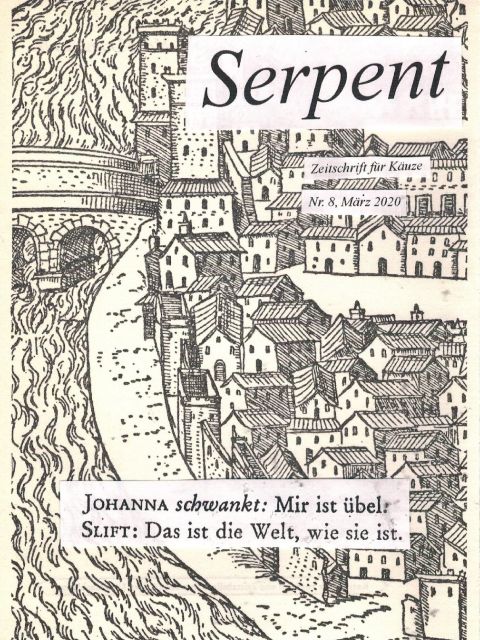 Serpent
Zeitschrift für Käuze
Nr. 8, März 2020
JOHANNA schwankt: Mir ist übel.
SLIFT: Das ist die Welt, wie sie ist.